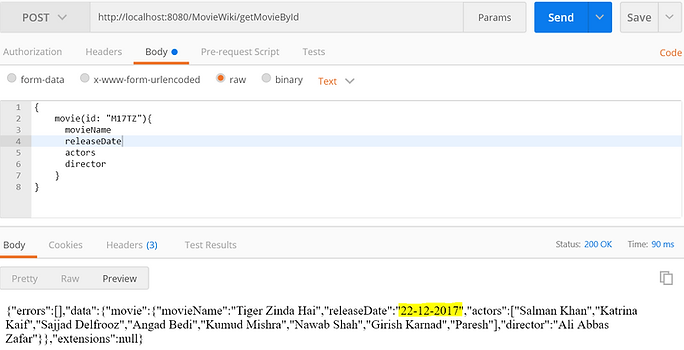 POST http://localhost:8080/MovieWiki/getMovieById Params Send Save
Authorization Headers Body Pre-request Script Tests Code
form-data x-www-form-urlencoded raw binary Text
1 {
2 movie(id: "M17TZ"){
3 movieName
4 releaseDate
5 actors
6 director
7 }
8 }
Body Cookies Headers (3) Test Results Status: 200 OK Time: 90 ms
Pretty Raw Preview
{"errors":[],"data":{"movie":{"movieName":"Tiger Zinda Hai","releaseDate":"22-12-2017","actors":["Salman Khan","Katrina
Kaif","Sajjad Delfrooz","Angad Bedi","Kumud Mishra","Nawab Shah","Girish Karnad","Paresh"],"director":"Ali Abbas
Zafar"}},"extensions":null}